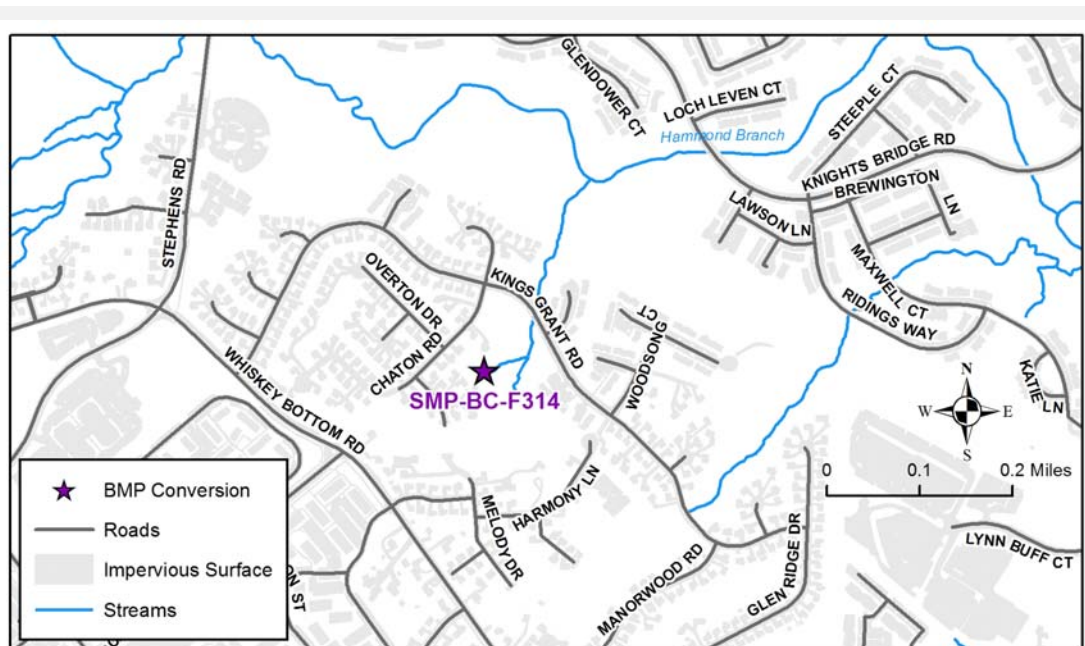 GLENDOWER CT
LOCH LEVEN CT
STEEPLE CT
Hammond Branch
KNIGHTS BRIDGE RD
BREWINGTON
LN
STEPHENS RD
LAWSON LN
OVERTON DR
KINGS GRANT RD
MAXWELL CT
RIDINGS WAY
CHATON RD
WOODSONG CT
WHISKEY BOTTOM RD
SMP-BC-F314
KATIE LN
N
W E
S
0 0.1 0.2 Miles
HARMONY LN
MELODY DR
MANORWOOD RD
GLEN RIDGE DR
LYNN BUFF CT
BMP Conversion
Roads
Impervious Surface
Streams
ON ST